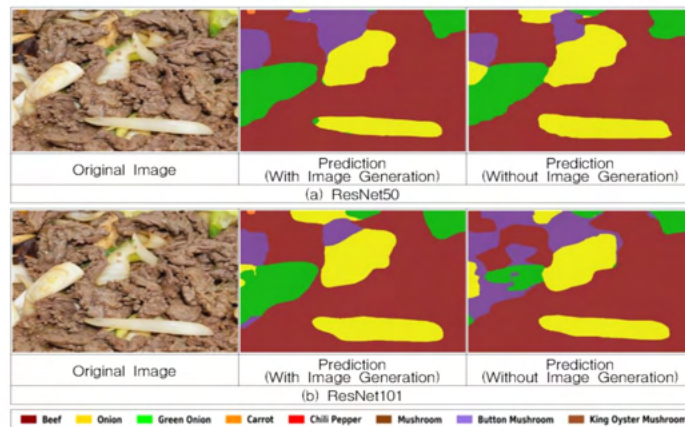 Original Image
Prediction
(With Image Generation)
Prediction
(Without Image Generation)
(a) ResNet50
Original Image
Prediction
(With Image Generation)
Prediction
(Without Image Generation)
(b) ResNet101
Beef Onion Green Onion Carrot Chili Pepper Mushroom Button Mushroom King Oyster Mushroom